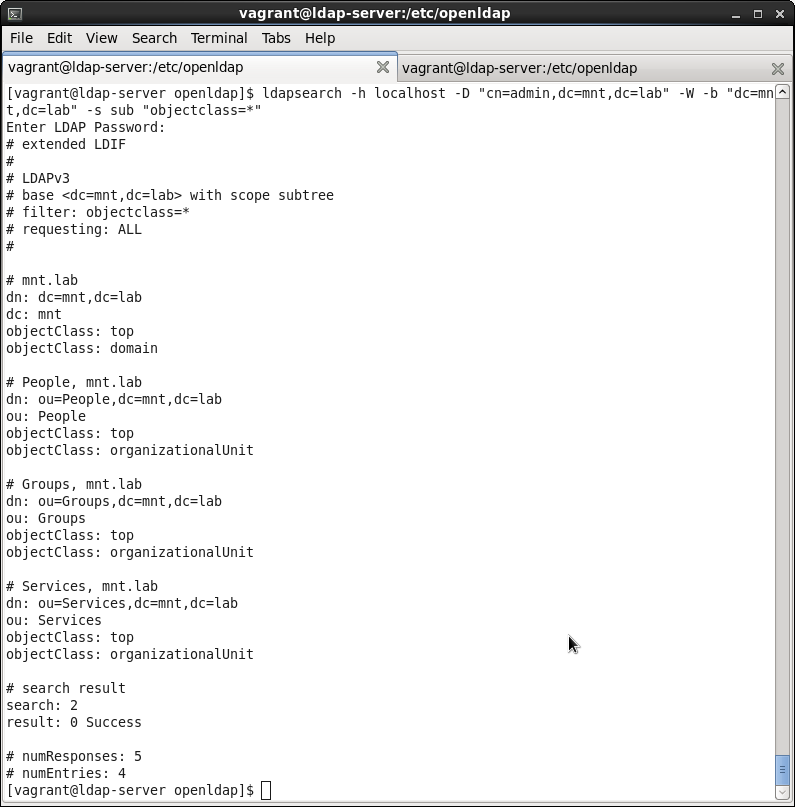 vagrant@ldap-server:/etc/openldap
File Edit View Search Terminal Tabs Help
vagrant@ldap-server:/etc/openldap vagrant@ldap-server:/etc/openldap
[vagrant@ldap-server openldap]$ ldapsearch -h localhost -D "cn=admin,dc=mnt,dc=lab" -W -b "dc=mn
t,dc=lab" -s sub "objectclass=*"
Enter LDAP Password:
# extended LDIF
#
# LDAPv3
# base <dc=mnt,dc=lab> with scope subtree
# filter: objectclass=*
# requesting: ALL
#

# mnt.lab
dn: dc=mnt,dc=lab
dc: mnt
objectClass: top
objectClass: domain

# People, mnt.lab
dn: ou=People,dc=mnt,dc=lab
ou: People
objectClass: top
objectClass: organizationalUnit

# Groups, mnt.lab
dn: ou=Groups,dc=mnt,dc=lab
ou: Groups
objectClass: top
objectClass: organizationalUnit

# Services, mnt.lab
dn: ou=Services,dc=mnt,dc=lab
ou: Services
objectClass: top
objectClass: organizationalUnit

# search result
search: 2
result: 0 Success

# numResponses: 5
# numEntries: 4
[vagrant@ldap-server openldap]$